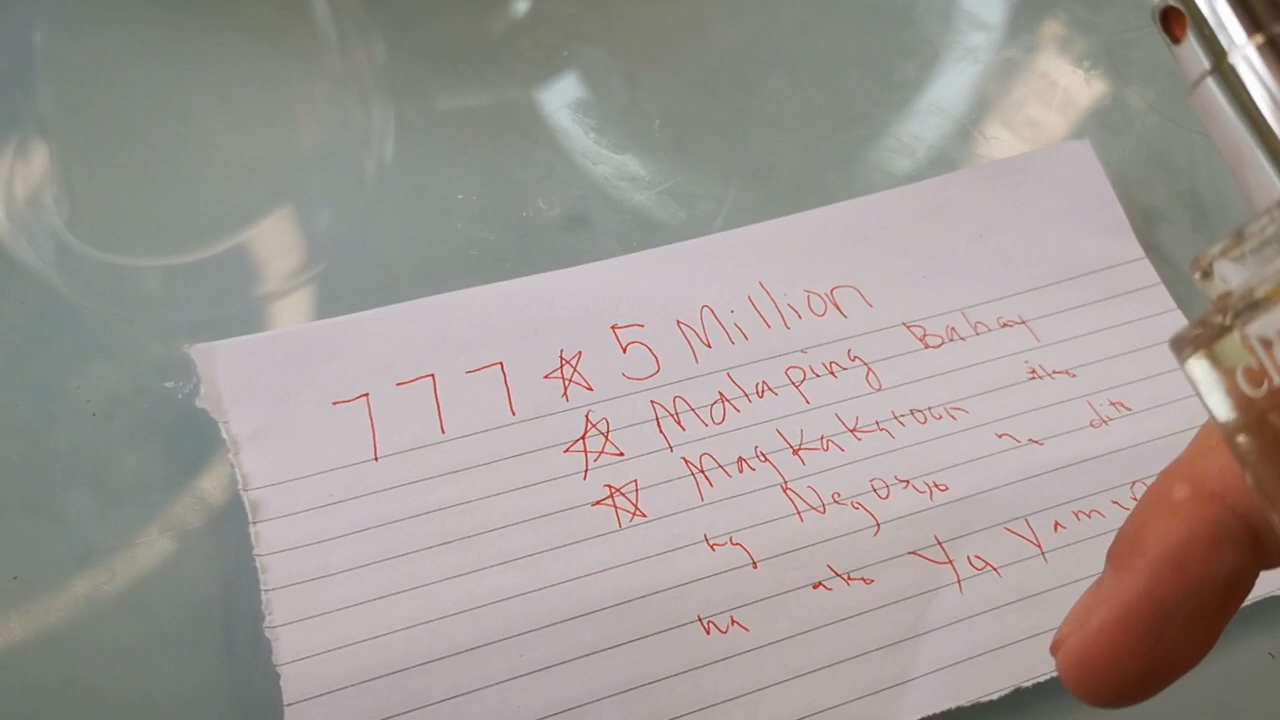 777 ☆ 5 Million
☆ Malaping Bahay
☆ Magkakaroon ako
ng Negosyo na dito
na ako Yayaman